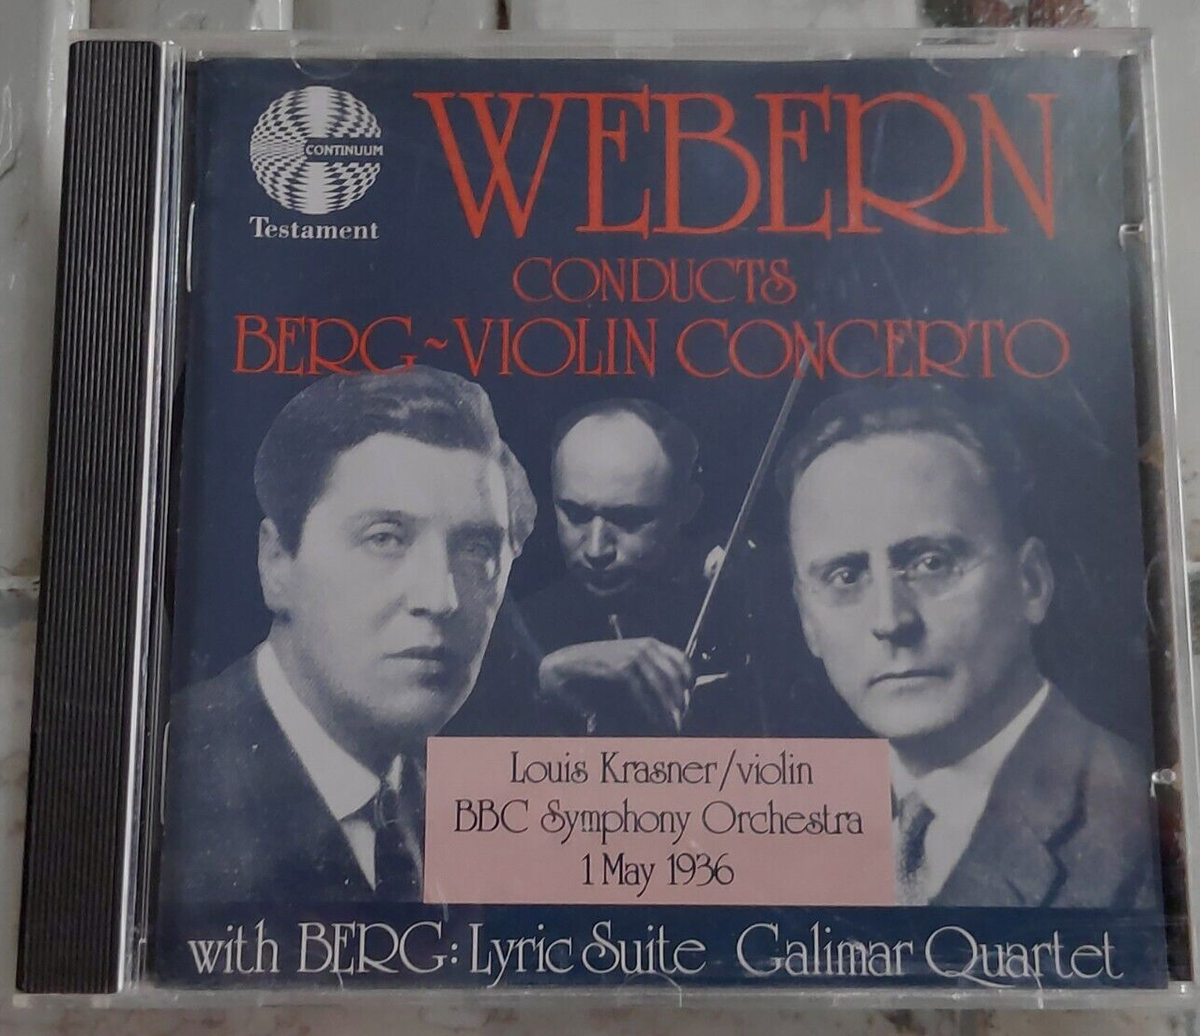 CONTINUUM
Testament
WEBERN
CONDUCTS
BERG~VIOLIN CONCERTO
Louis Krasner/violin
BBC Symphony Orchestra
1 May 1936
with BERG: Lyric Suite Galimar Quartet